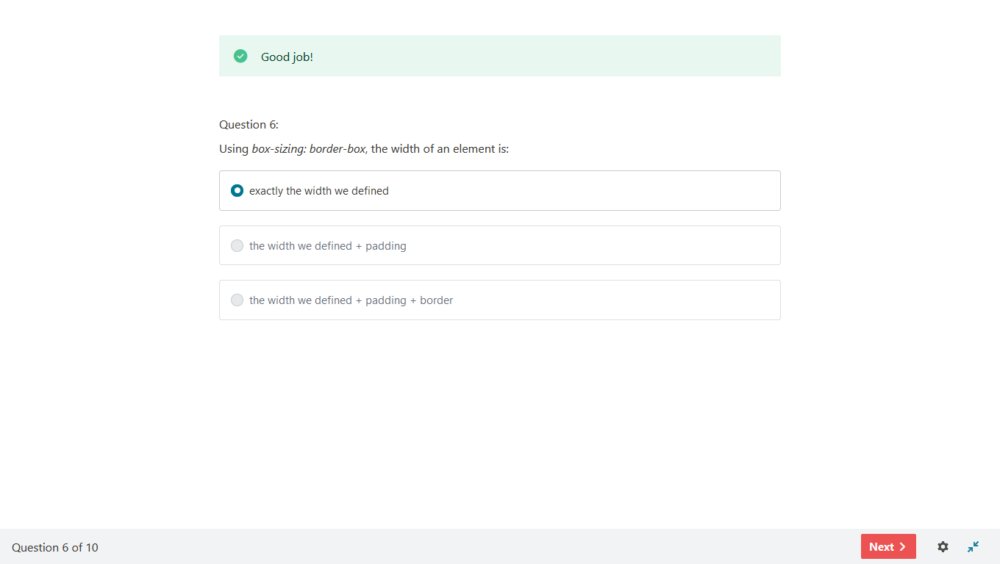 Good job!
Question 6:
Using box-sizing: border-box, the width of an element is:
exactly the width we defined
the width we defined + padding
the width we defined + padding + border
Question 6 of 10
Next